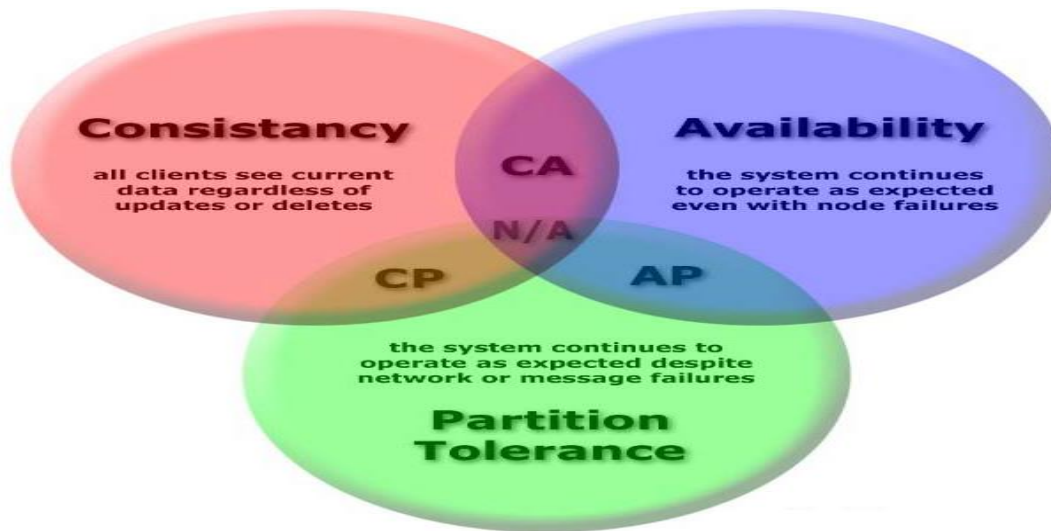 Consistancy
all clients see current
data regardless of
updates or deletes
Availability
the system continues
to operate as expected
even with node failures
CA
N/A
CP
AP
the system continues to
operate as expected despite
network or message failures
Partition
Tolerance